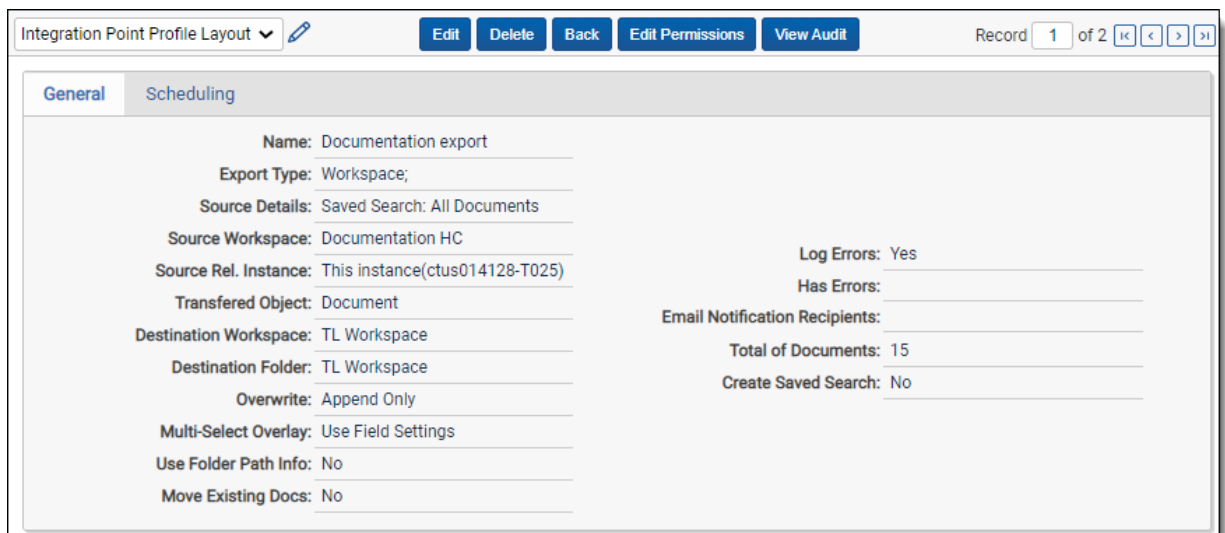 Integration Point Profile Layout Edit Delete Back Edit Permissions View Audit Record 1 of 2
General Scheduling
Name: Documentation export
Export Type: Workspace;
Source Details: Saved Search: All Documents
Source Workspace: Documentation HC
Source Rel. Instance: This instance(ctus014128-T025)
Transfered Object: Document
Destination Workspace: TL Workspace
Destination Folder: TL Workspace
Overwrite: Append Only
Multi-Select Overlay: Use Field Settings
Use Folder Path Info: No
Move Existing Docs: No
Log Errors: Yes
Has Errors:
Email Notification Recipients:
Total of Documents: 15
Create Saved Search: No